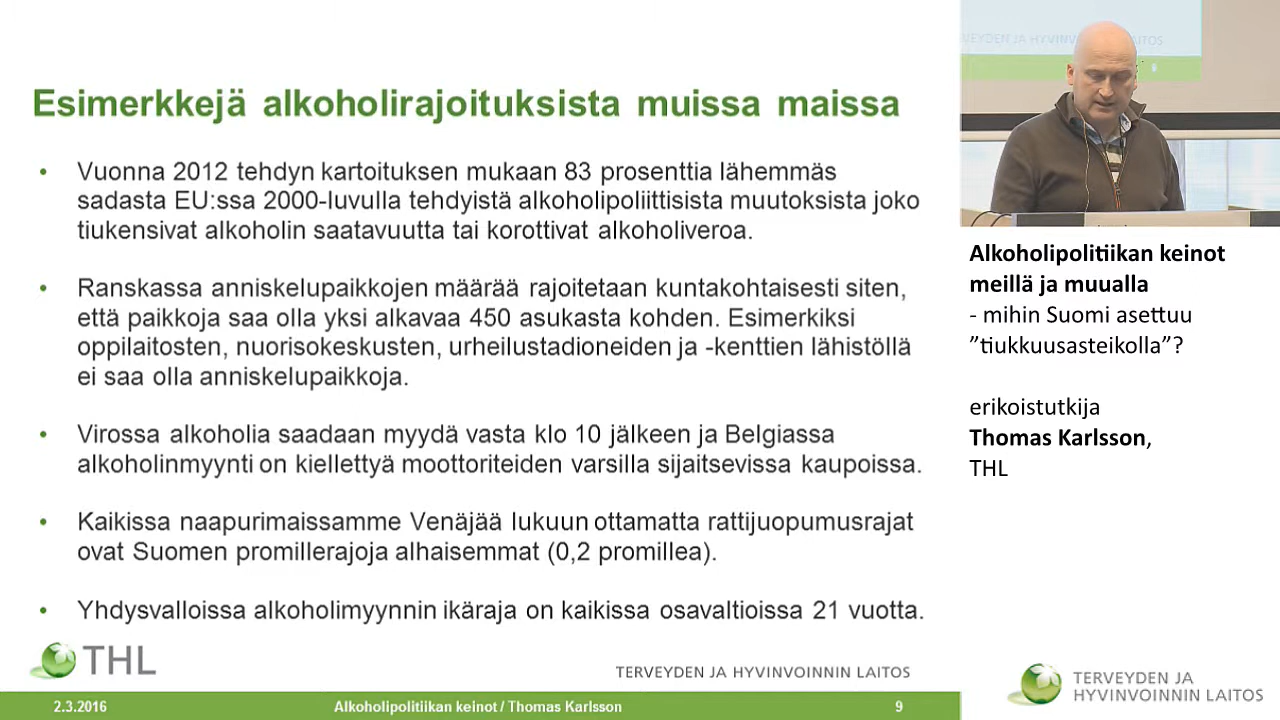 Esimerkkejä alkoholirajoituksista muissa maissa
• Vuonna 2012 tehdyn kartoituksen mukaan 83 prosenttia lähemmäs
sadasta EU:ssa 2000-luvulla tehdyistä alkoholipoliittisista muutoksista joko
tiukensivat alkoholin saatavuutta tai korottivat alkoholiveroa.
• Ranskassa anniskelupaikkojen määrää rajoitetaan kuntakohtaisesti siten,
että paikkoja saa olla yksi alkavaa 450 asukasta kohden. Esimerkiksi
oppilaitosten, nuorisokeskusten, urheilustadioneiden ja -kenttien lähistöllä
ei saa olla anniskelupaikkoja.
• Virossa alkoholia saadaan myydä vasta klo 10 jälkeen ja Belgiassa
alkoholinmyynti on kiellettyä moottoriteiden varsilla sijaitsevissa kaupoissa.
• Kaikissa naapurimaissamme Venäjää lukuun ottamatta rattijuopumusrajat
ovat Suomen promillerajoja alhaisemmat (0,2 promillea).
• Yhdysvalloissa alkoholimyynnin ikäraja on kaikissa osavaltioissa 21 vuotta.
THL
TERVEYDEN JA HYVINVOINNIN LAITOS
2.3.2016
Alkoholipolitiikan keinot / Thomas Karlsson
9
TERVEYDEN JA HYVINVOINNIN LAITOS
9
Alkoholipolitiikan keinot
meillä ja muualla
- mihin Suomi asettuu
”tiukkuusasteikolla”?
erikoistutkija
Thomas Karlsson,
THL
TERVEYDEN JA
HYVINVOINNIN LAITOS